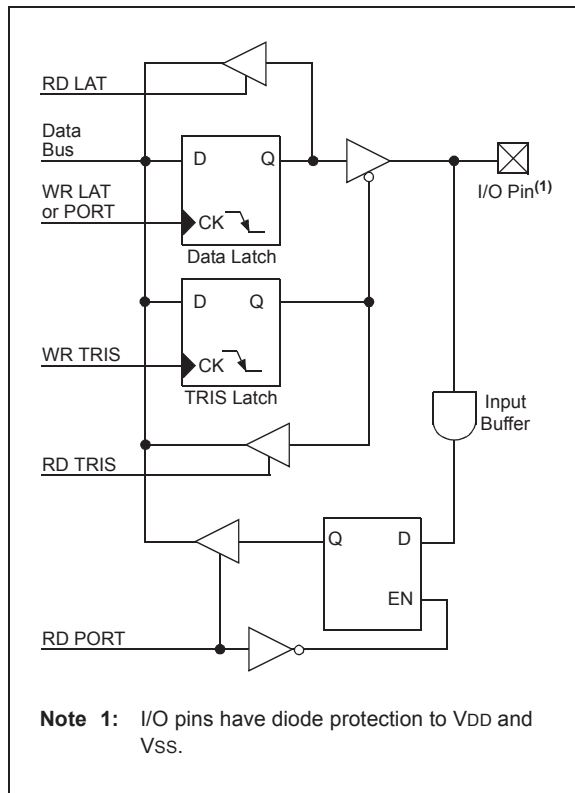 RD LAT
Data
Bus
D Q
WR LAT
or PORT
CK
I/O Pin(1)
Data Latch
D Q
WR TRIS
CK
TRIS Latch
Input
Buffer
RD TRIS
Q D
EN
RD PORT
Note 1: I/O pins have diode protection to VDD and
VSS.